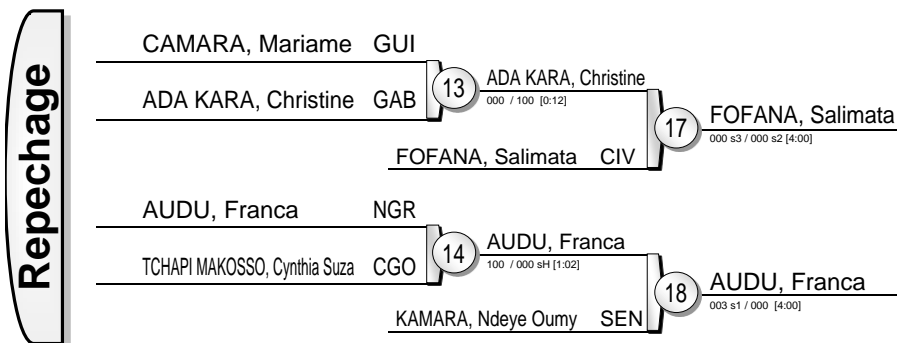 Repechage
CAMARA, Mariame GUI
ADA KARA, Christine GAB
13
ADA KARA, Christine
000 / 100 [0:12]
FOFANA, Salimata CIV
17
FOFANA, Salimata
000 s3 / 000 s2 [4:00]
AUDU, Franca NGR
TCHAPI MAKOSSO, Cynthia Suza CGO
14
AUDU, Franca
100 / 000 sH [1:02]
KAMARA, Ndeye Oumy SEN
18
AUDU, Franca
003 s1 / 000 [4:00]